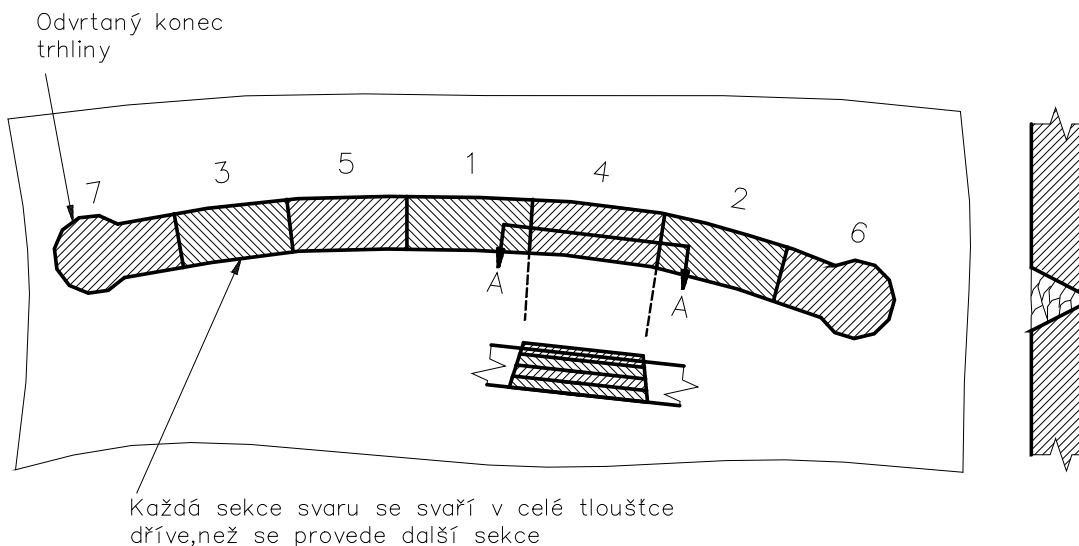 Odvrtaný konec
trhliny
7 3 5 1 4 2 6
A A
Každá sekce svaru se svaří v celé tloušťce
dříve,než se provede další sekce